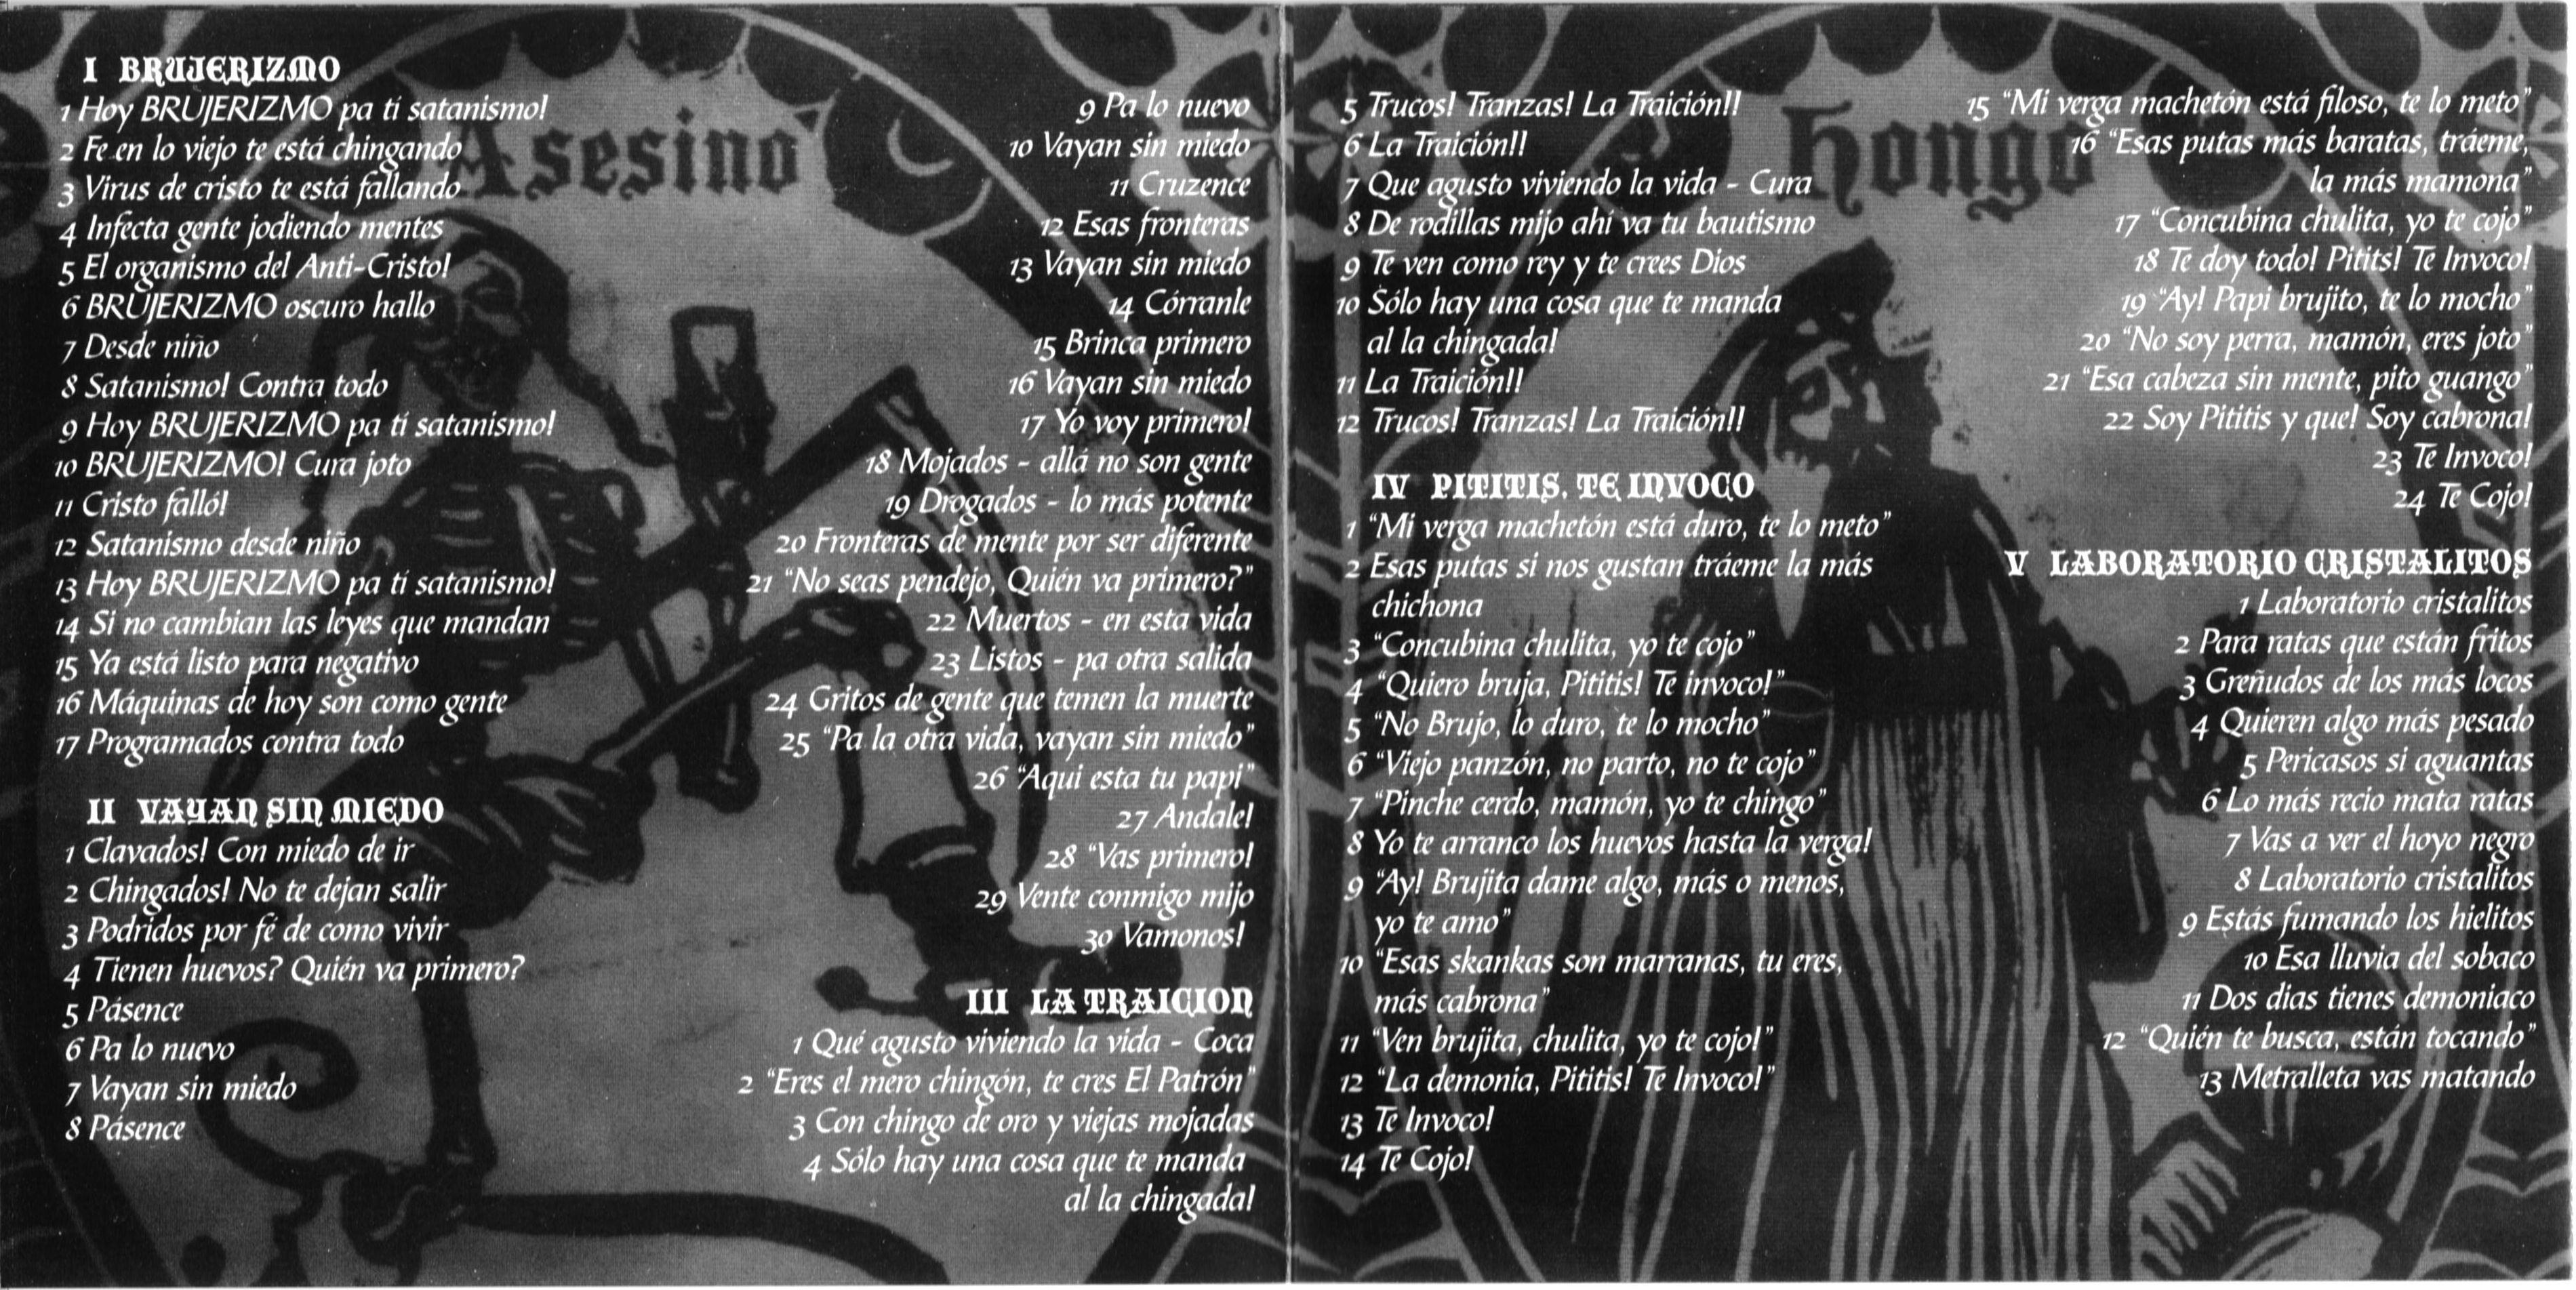 I BRUJERIZMO
1 Hoy BRUJERIZMO pa tí satanismo!
2 Fe en lo viejo te está chingando
3 Virus de cristo te está fallando
4 Infecta gente jodiendo mentes
5 El organismo del Anti-Cristo!
6 BRUJERIZMO oscuro hallo
7 Desde niño
8 Satanismo! Contra todo
9 Hoy BRUJERIZMO pa tí satanismo!
10 BRUJERIZMO! Cura joto
11 Cristo falló!
12 Satanismo desde niño
13 Hoy BRUJERIZMO pa tí satanismo!
14 Si no cambian las leyes que mandan
15 Ya está listo para negativo
16 Máquinas de hoy son como gente
17 Programados contra todo
II VAYAN SIN MIEDO
1 Clavados! Con miedo de ir
2 Chingados! No te dejan salir
3 Podridos por fé de como vivir
4 Tienen huevos? Quién va primero?
5 Pásence
6 Pa lo nuevo
7 Vayan sin miedo
8 Pásence
Asesino
9 Pa lo nuevo
10 Vayan sin miedo
11 Cruzence
12 Esas fronteras
13 Vayan sin miedo
14 Córranle
15 Brinca primero
16 Vayan sin miedo
17 Yo voy primero!
18 Mojados - allá no son gente
19 Drogados - lo más potente
20 Fronteras de mente por ser diferente
21 "No seas pendejo, Quién va primero?"
22 Muertos - en esta vida
23 Listos - pa otra salida
24 Gritos de gente que temen la muerte
25 "Pa la otra vida, vayan sin miedo"
26 "Aqui esta tu papi"
27 Andale!
28 "Vas primero!
29 Vente conmigo mijo
30 Vamonos!
III LA TRAICION
1 Qué agusto viviendo la vida - Coca
2 "Eres el mero chingón, te cres El Patrón"
3 Con chingo de oro y viejas mojadas
4 Sólo hay una cosa que te manda
al la chingada!
5 Trucos! Tranzas! La Traición!!
6 La Traición!!
7 Que agusto viviendo la vida - Cura
8 De rodillas mijo ahí va tu bautismo
9 Te ven como rey y te crees Dios
10 Sólo hay una cosa que te manda
al la chingada!
11 La Traición!!
12 Trucos! Tranzas! La Traición!!
IV PITITIS, TE INVOCO
1 "Mi verga machetón está duro, te lo meto"
2 Esas putas si nos gustan tráeme la más
chichona
3 "Concubina chulita, yo te cojo"
4 "Quiero bruja, Pititis! Te invoco!"
5 "No Brujo, lo duro, te lo mocho"
6 "Viejo panzón, no parto, no te cojo"
7 "Pinche cerdo, mamón, yo te chingo"
8 Yo te arranco los huevos hasta la verga!
9 "Ay! Brujita dame algo, más o menos,
yo te amo"
10 "Esas skankas son marranas, tu eres,
más cabrona"
11 "Ven brujita, chulita, yo te cojo!"
12 "La demonia, Pititis! Te Invoco!"
13 Te Invoco!
14 Te Cojo!
Hongo
15 "Mi verga machetón está filoso, te lo meto"
16 "Esas putas más baratas, tráeme,
la más mamona"
17 "Concubina chulita, yo te cojo"
18 Te doy todo! Pitits! Te Invoco!
19 "Ay! Papi brujito, te lo mocho"
20 "No soy perra, mamón, eres joto"
21 "Esa cabeza sin mente, pito guango"
22 Soy Pititis y que! Soy cabrona!
23 Te Invoco!
24 Te Cojo!
V LABORATORIO CRISTALITOS
1 Laboratorio cristalitos
2 Para ratas que están fritos
3 Greñudos de los más locos
4 Quieren algo más pesado
5 Pericasos si aguantas
6 Lo más recio mata ratas
7 Vas a ver el hoyo negro
8 Laboratorio cristalitos
9 Estás fumando los hielitos
10 Esa lluvia del sobaco
11 Dos dias tienes demoniaco
12 "Quién te busca, están tocando"
13 Metralleta vas matando